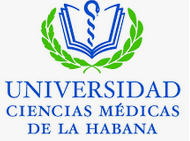 UNIVERSIDAD
CIENCIAS MÉDICAS
DE LA HABANA